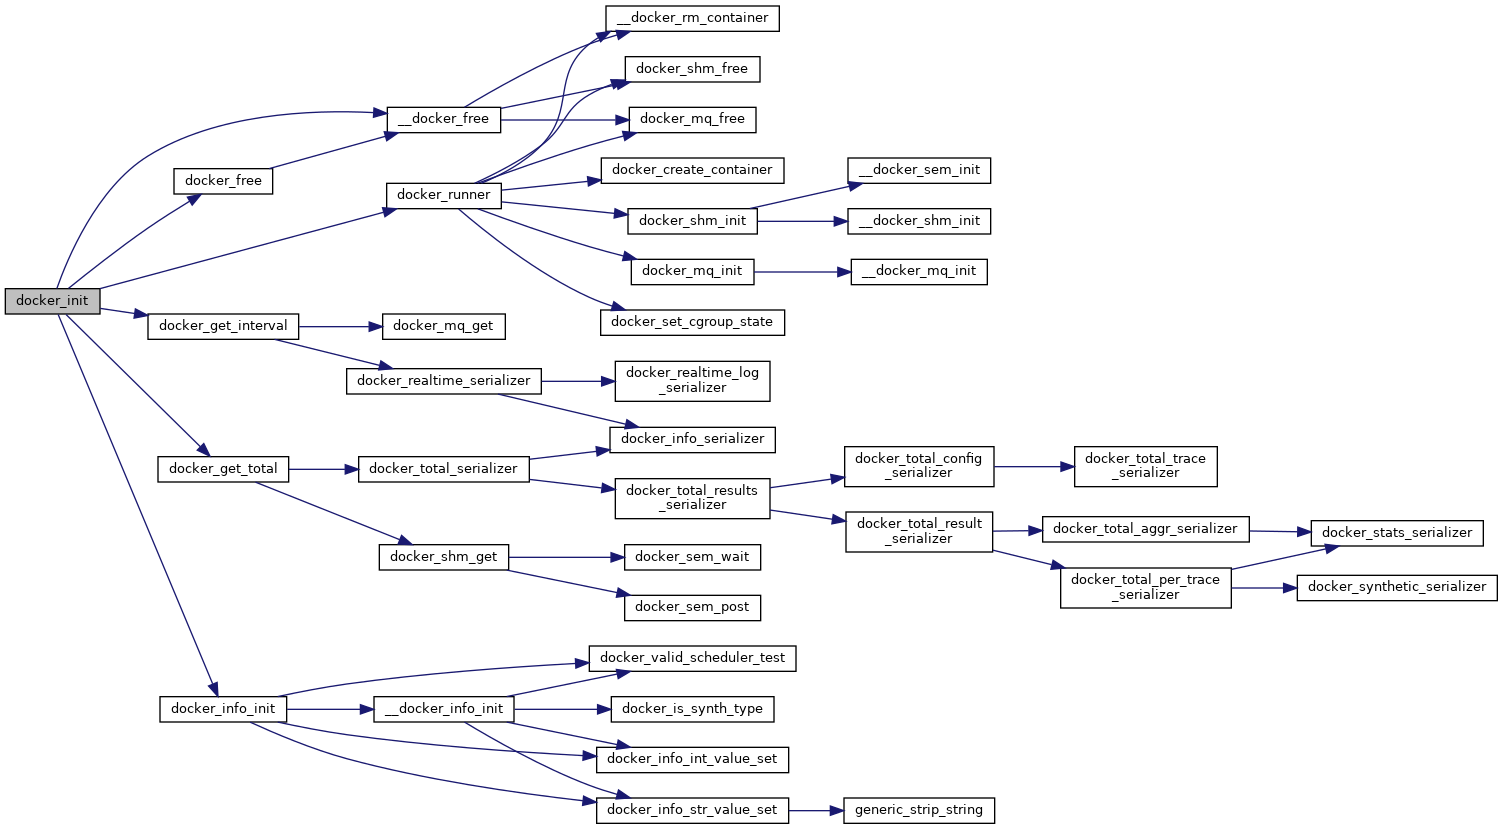 __docker_rm_container
docker_shm_free
__docker_free
docker_mq_free
docker_create_container
__docker_sem_init
docker_free
docker_runner
docker_shm_init
__docker_shm_init
docker_mq_init
__docker_mq_init
docker_init
docker_set_cgroup_state
docker_get_interval
docker_mq_get
docker_realtime_serializer
docker_realtime_log
_serializer
docker_info_serializer
docker_get_total
docker_total_serializer
docker_total_config
_serializer
docker_total_trace
_serializer
docker_total_results
_serializer
docker_total_result
_serializer
docker_total_aggr_serializer
docker_stats_serializer
docker_shm_get
docker_sem_wait
docker_total_per_trace
_serializer
docker_synthetic_serializer
docker_sem_post
docker_valid_scheduler_test
docker_info_init
__docker_info_init
docker_is_synth_type
docker_info_int_value_set
docker_info_str_value_set
generic_strip_string